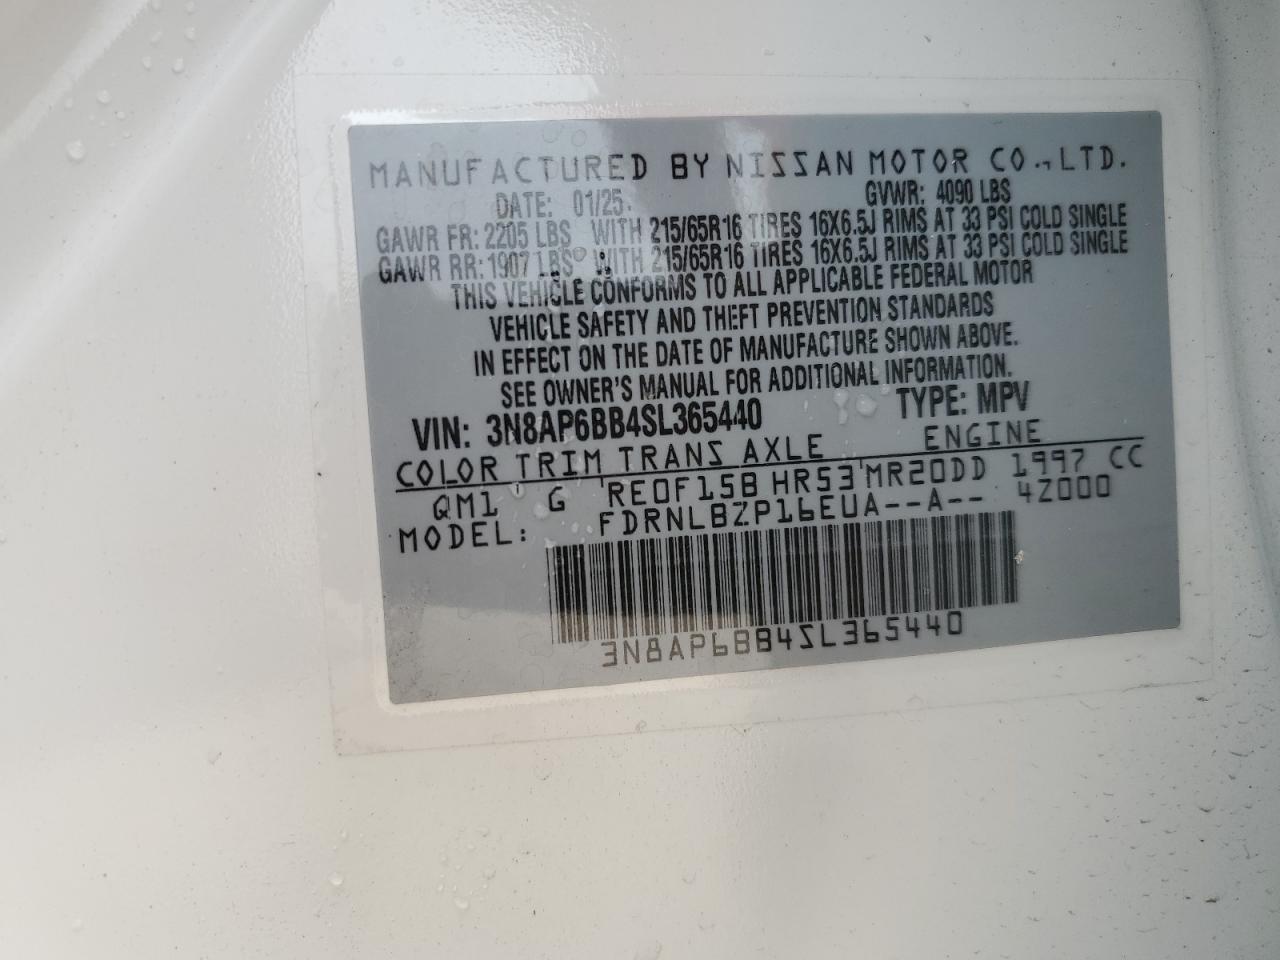 MANUFACTURED BY NISSAN MOTOR CO., LTD.
DATE: 01/25 GVWR: 4090 LBS
GAWR FR: 2205 LBS WITH 215/65R16 TIRES 16X6.5J RIMS AT 33 PSI COLD SINGLE
GAWR RR: 1907 LBS WITH 215/65R16 TIRES 16X6.5J RIMS AT 33 PSI COLD SINGLE
THIS VEHICLE CONFORMS TO ALL APPLICABLE FEDERAL MOTOR
VEHICLE SAFETY AND THEFT PREVENTION STANDARDS
IN EFFECT ON THE DATE OF MANUFACTURE SHOWN ABOVE.
SEE OWNER'S MANUAL FOR ADDITIONAL INFORMATION.
VIN: 3N8AP6BB4SL365440 TYPE: MPV
COLOR TRIM TRANS AXLE ENGINE
QM1 G RE0F15B HR53 MR20DD 1997 CC
MODEL: FDRNLBZP16EUA--A-- 4Z000
3N8AP6BB4SL365440